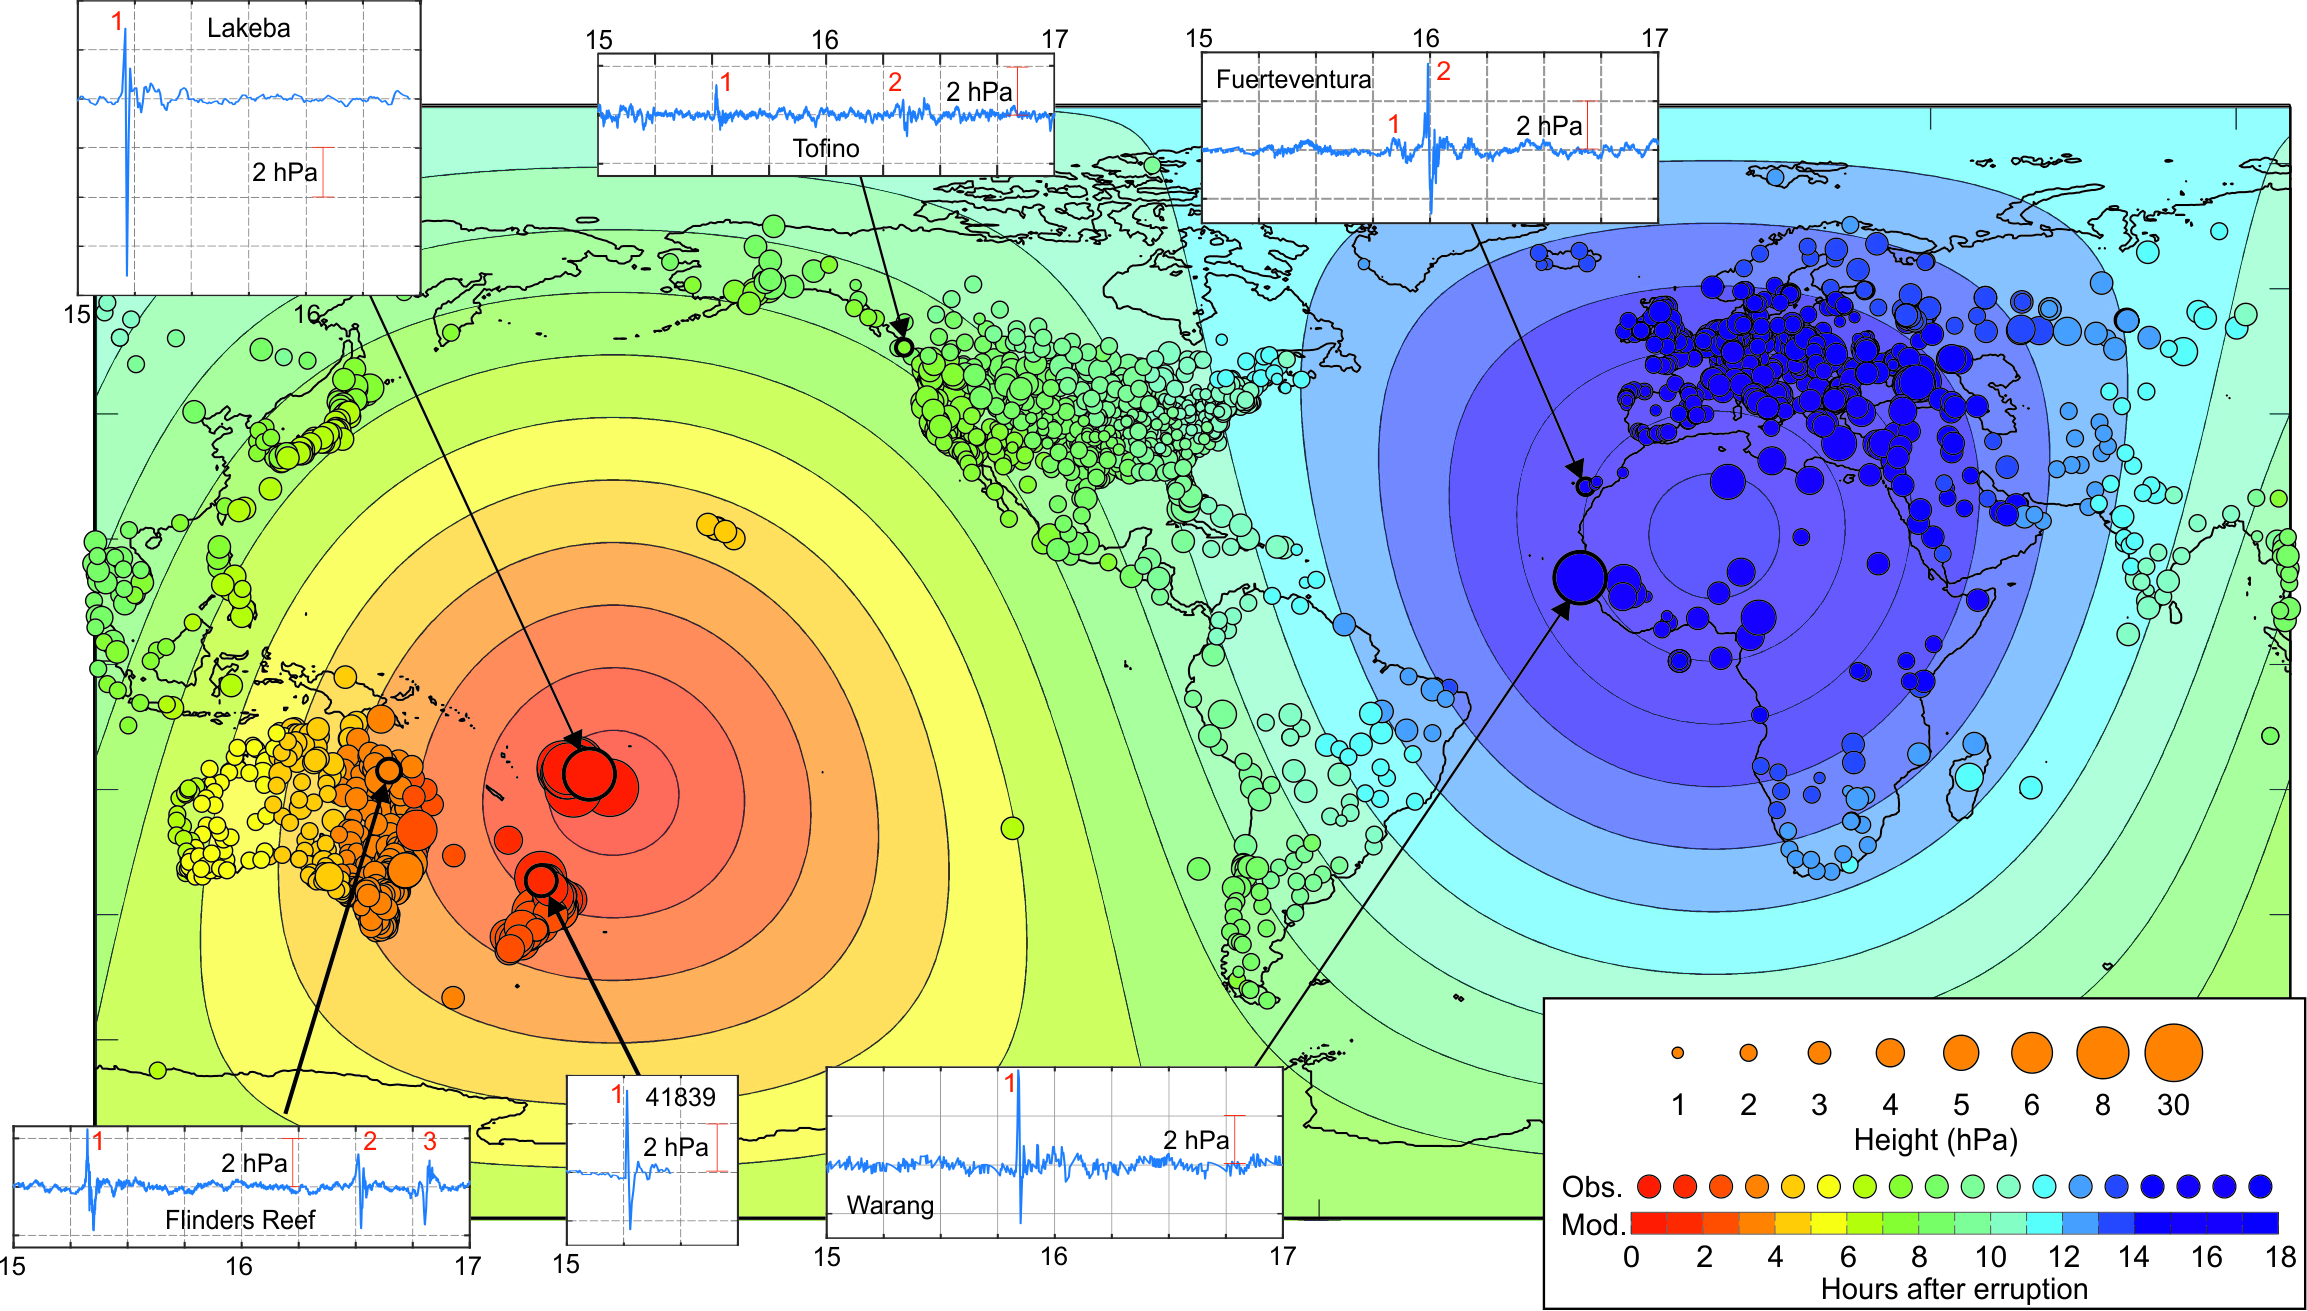 1
Lakeba
2 hPa
15
16
15
16
17
1
2
2 hPa
Tofino
15
16
17
Fuerteventura
2
1
2 hPa
1
2
3
2 hPa
Flinders Reef
15
16
17
1
41839
2 hPa
15
1
2 hPa
Warang
15
16
17
1 2 3 4 5 6 8 30
Height (hPa)
Obs.
Mod.
0 2 4 6 8 10 12 14 16 18
Hours after erruption